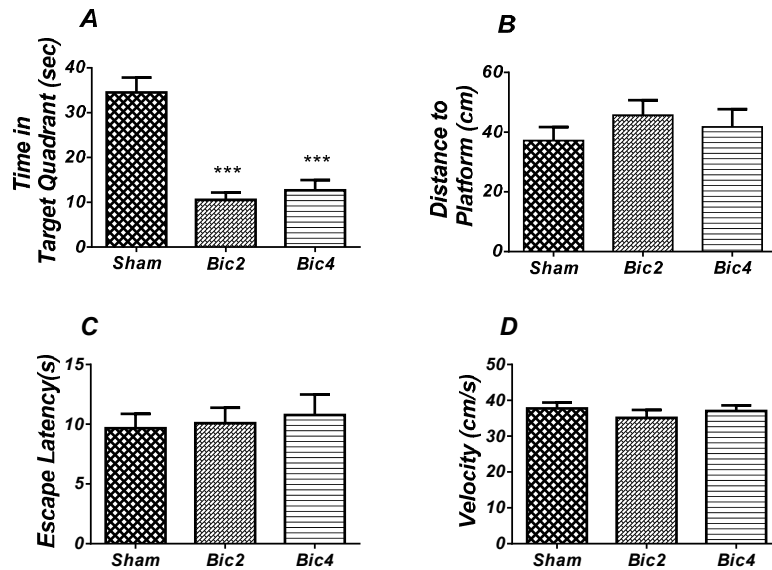 A
Time in
Target Quadrant (sec)
40
30
20
10
0
***
***
Sham
Bic2
Bic4
B
Distance to
Platform (cm)
60
40
20
0
Sham
Bic2
Bic4
C
Escape Latency(s)
15
10
5
0
Sham
Bic2
Bic4
D
Velocity (cm/s)
50
40
30
20
10
0
Sham
Bic2
Bic4